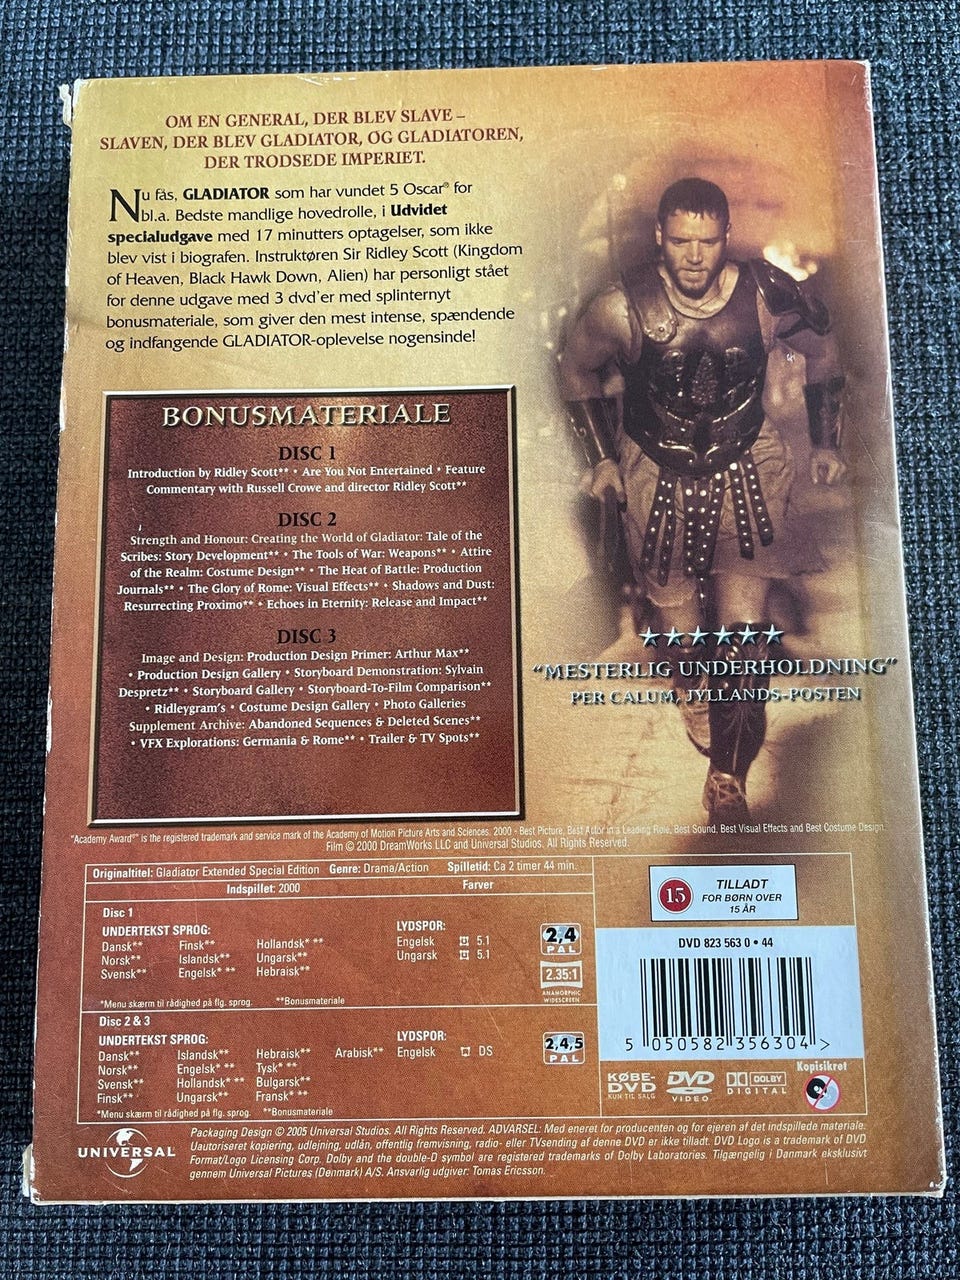 OM EN GENERAL, DER BLEV SLAVE –
SLAVEN, DER BLEV GLADIATOR, OG GLADIATOREN,
DER TRODSEDE IMPERIET.
Nu fås, GLADIATOR som har vundet 5 Oscar® for
bl.a. Bedste mandlige hovedrolle, i Udvidet
specialudgave med 17 minutters optagelser, som ikke
blev vist i biografen. Instruktøren Sir Ridley Scott (Kingdom
of Heaven, Black Hawk Down, Alien) har personligt stået
for denne udgave med 3 dvd'er med splinternyt
bonusmateriale, som giver den mest intense, spændende
og indfangende GLADIATOR-oplevelse nogensinde!
BONUSMATERIALE
DISC 1
Introduction by Ridley Scott** • Are You Not Entertained • Feature
Commentary with Russell Crowe and director Ridley Scott**
DISC 2
Strength and Honour: Creating the World of Gladiator: Tale of the
Scribes: Story Development** • The Tools of War: Weapons** • Attire
of the Realm: Costume Design** • The Heat of Battle: Production
Journals** • The Glory of Rome: Visual Effects** • Shadows and Dust:
Resurrecting Proximo** • Echoes in Eternity: Release and Impact**
DISC 3
Image and Design: Production Design Primer: Arthur Max**
• Production Design Gallery • Storyboard Demonstration: Sylvain
Despretz** • Storyboard Gallery • Storyboard-To-Film Comparison**
• Ridleygram's • Costume Design Gallery • Photo Galleries
Supplement Archive: Abandoned Sequences & Deleted Scenes**
• VFX Explorations: Germania & Rome** • Trailer & TV Spots**
"MESTERLIG UNDERHOLDNING"
PER CALUM, JYLLANDS-POSTEN
"Academy Award®" is the registered trademark and service mark of the Academy of Motion Picture Arts and Sciences. 2000 - Best Picture, Best Actor in a Leading Role, Best Sound, Best Visual Effects and Best Costume Design.
Film © 2000 DreamWorks LLC and Universal Studios. All Rights Reserved.
Originaltitel: Gladiator Extended Special Edition Genre: Drama/Action Spilletid: Ca 2 timer 44 min.
Indspillet: 2000 Farver
Disc 1
UNDERTEKST SPROG: LYDSPOR:
Dansk** Finsk** Hollandsk* ** Engelsk 5.1
Norsk** Islandsk** Ungarsk** Ungarsk 5.1
Svensk** Engelsk* ** Hebraisk**
*Menu skærm til rådighed på flg. sprog. **Bonusmateriale
2,4
PAL
2.35:1
ANAMORPHIC
WIDESCREEN
Disc 2 & 3
UNDERTEKST SPROG: LYDSPOR:
Dansk** Islandsk** Hebraisk** Arabisk** Engelsk DS
Norsk** Engelsk* ** Tysk* **
Svensk** Hollandsk* ** Bulgarsk**
Finsk** Ungarsk** Fransk* **
*Menu skærm til rådighed på flg. sprog. **Bonusmateriale
2,4,5
PAL
15 TILLADT
FOR BØRN OVER
15 ÅR
DVD 823 563 0 • 44
5 050582 356304 >
KØBE-
DVD
KUN TIL SALG
DVD
VIDEO
DOLBY
DIGITAL
Kopisikret
UNIVERSAL
Packaging Design © 2005 Universal Studios. All Rights Reserved. ADVARSEL: Med eneret for producenten og for ejeren af det indspillede materiale.
Uautoriseret kopiering, udlejning, udlån, offentlig fremvisning, radio- eller TVsending af denne DVD er ikke tilladt. DVD Logo is a trademark of DVD
Format/Logo Licensing Corp. Dolby and the double-D symbol are registered trademarks of Dolby Laboratories. Tilgængelig i Danmark eksklusivt
gennem Universal Pictures (Denmark) A/S. Ansvarlig udgiver: Tomas Ericsson.